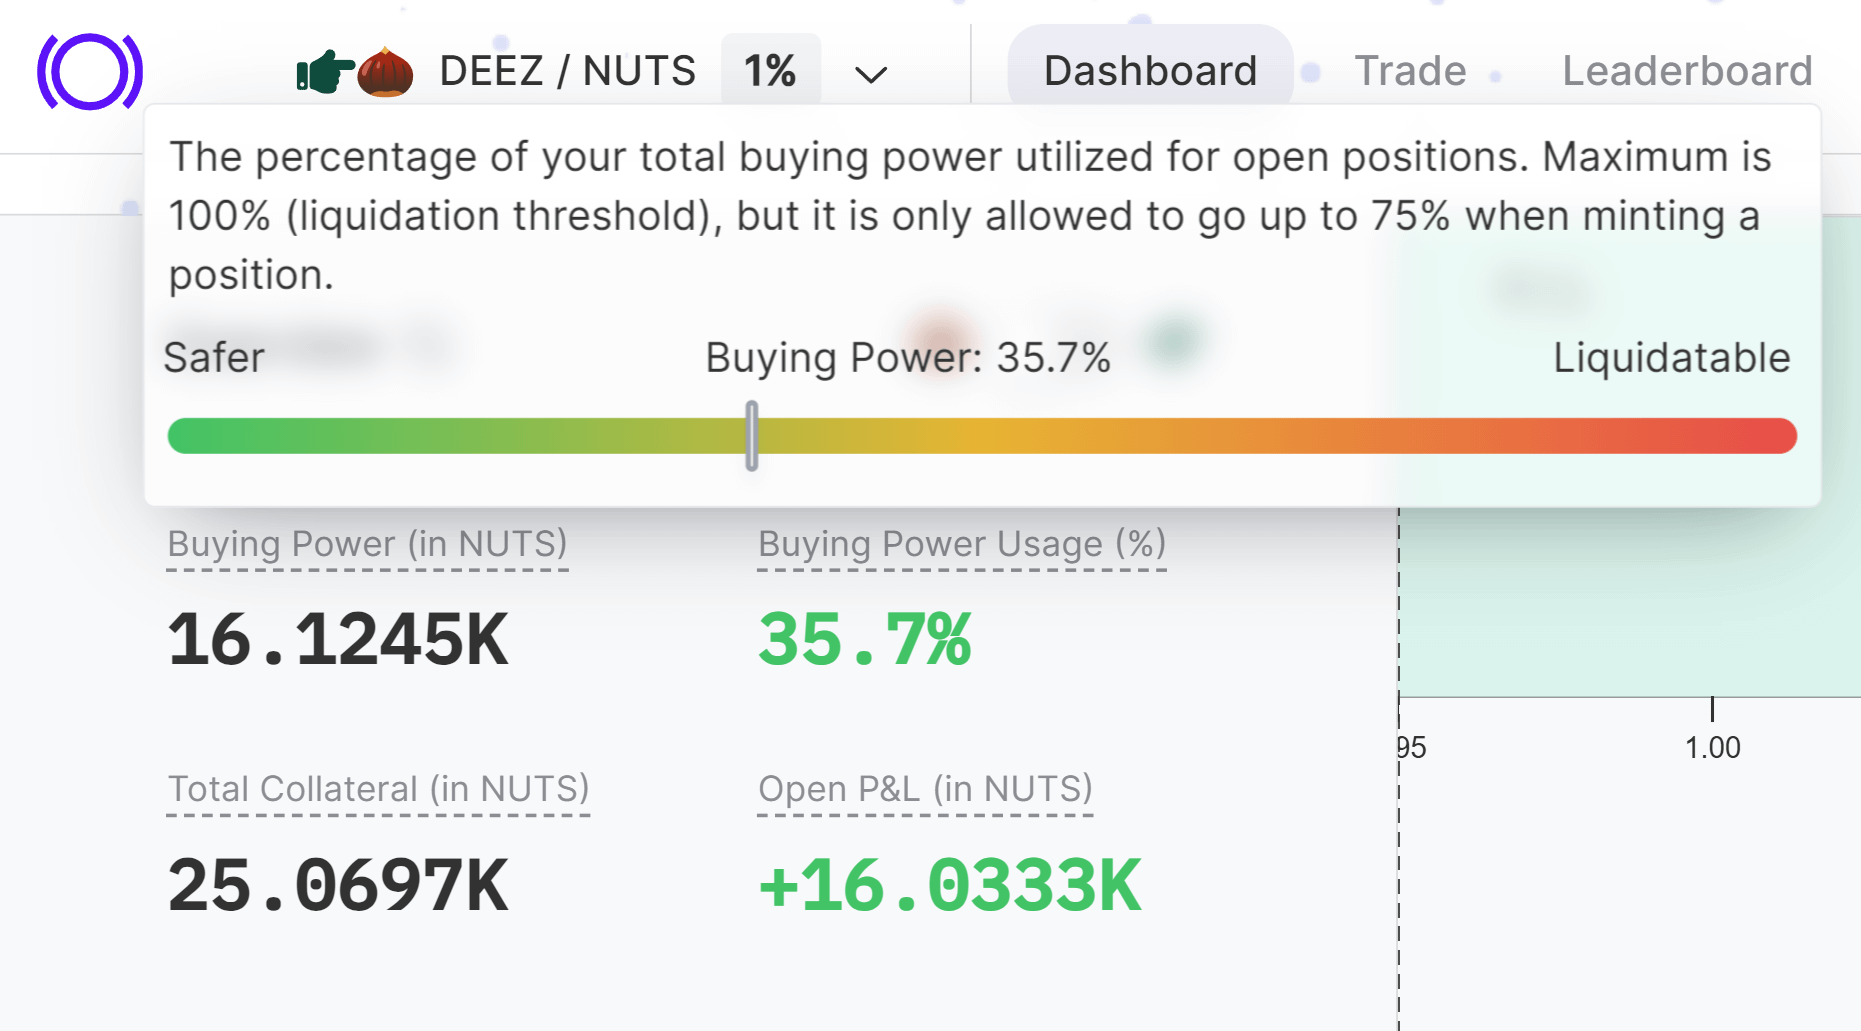 DEEZ / NUTS 1% Dashboard Trade Leaderboard
The percentage of your total buying power utilized for open positions. Maximum is
100% (liquidation threshold), but it is only allowed to go up to 75% when minting a
position.
Safer Buying Power: 35.7% Liquidatable
Buying Power (in NUTS) Buying Power Usage (%)
16.1245K 35.7%
95 1.00
Total Collateral (in NUTS) Open P&L (in NUTS)
25.0697K +16.0333K